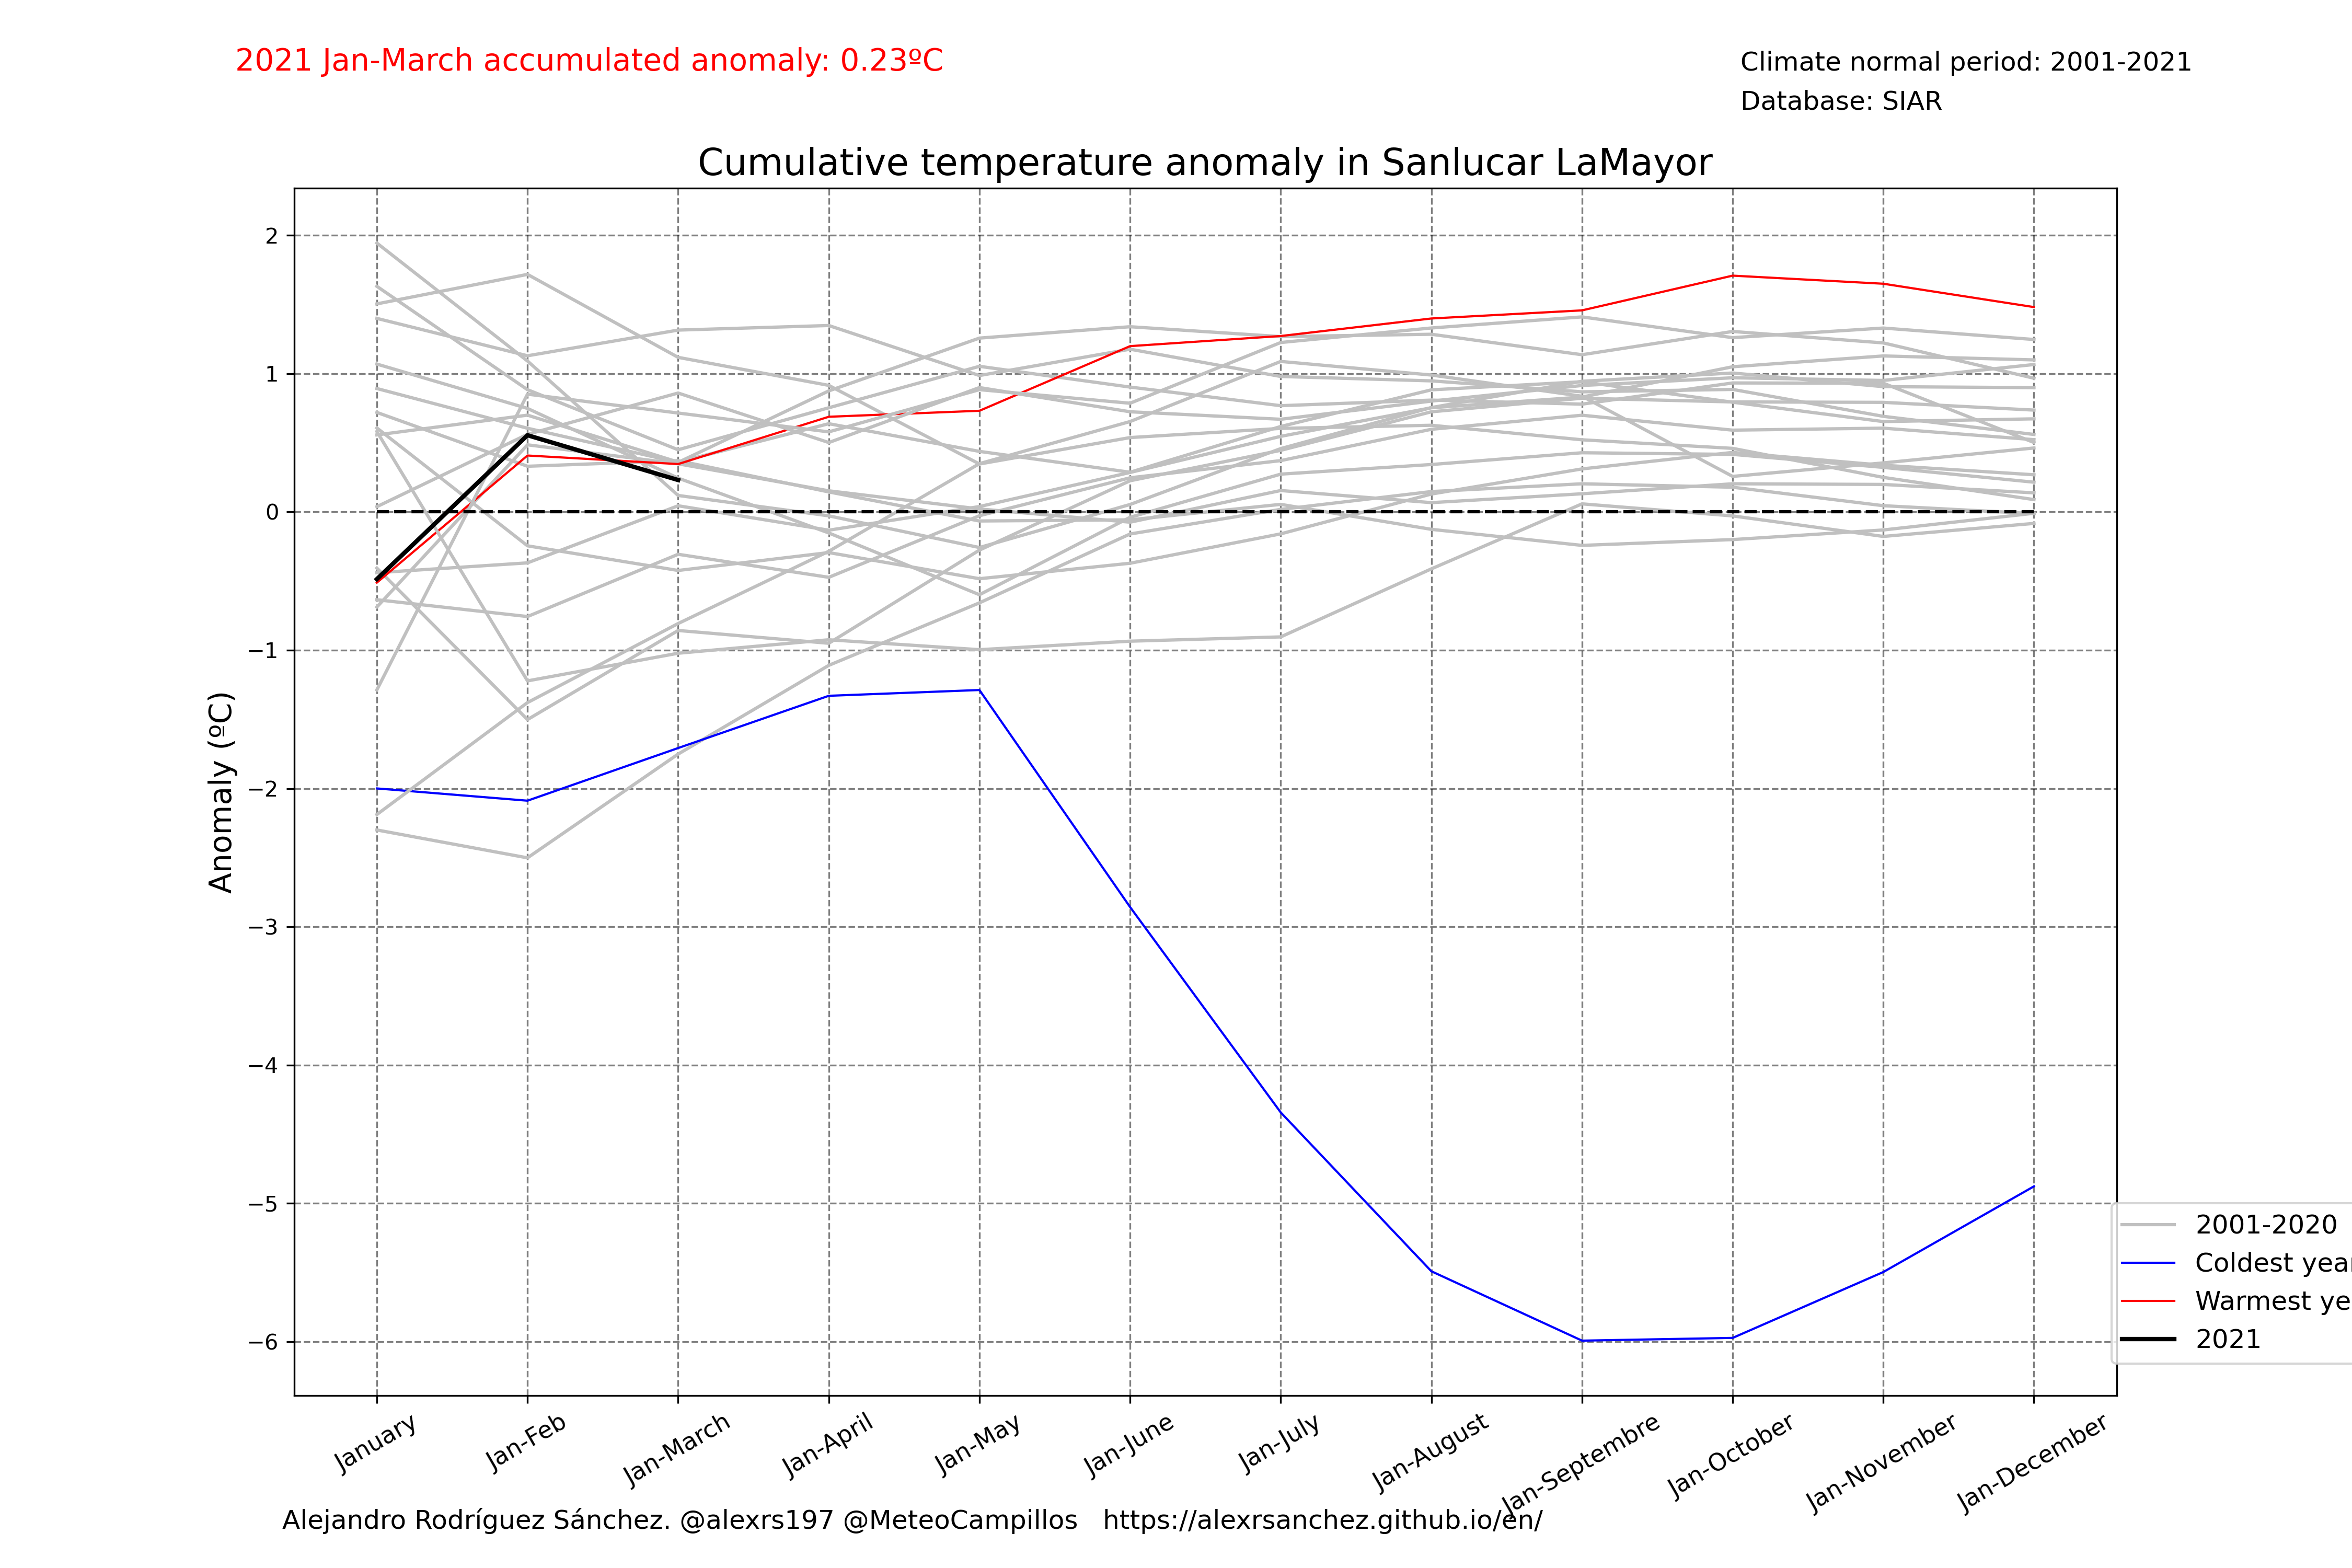 2021 Jan-March accumulated anomaly: 0.23ºC
Climate normal period: 2001-2021
Database: SIAR
Cumulative temperature anomaly in Sanlucar LaMayor
Anomaly (ºC)
2
1
0
−1
−2
−3
−4
−5
−6
2001-2020
Coldest year
Warmest ye
2021
January
Jan-Feb
Jan-March
Jan-April
Jan-May
Jan-June
Jan-July
Jan-August
Jan-Septembre
Jan-October
Jan-November
Jan-December
Alejandro Rodríguez Sánchez. @alexrs197 @MeteoCampillos https://alexrsanchez.github.io/en/